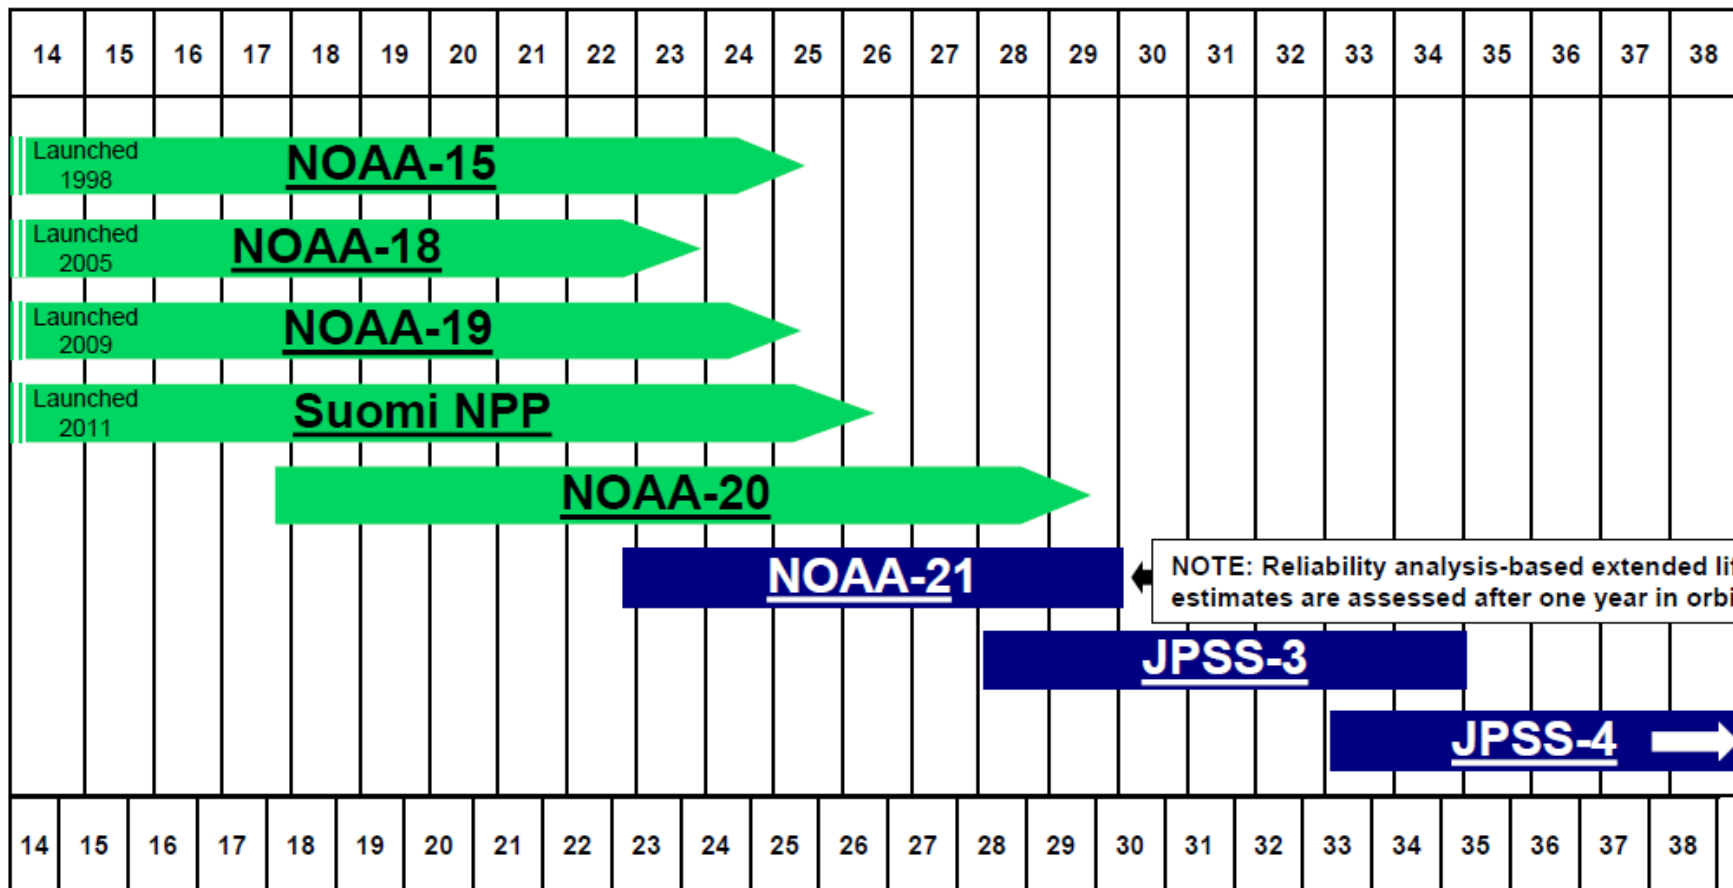 14 15 16 17 18 19 20 21 22 23 24 25 26 27 28 29 30 31 32 33 34 35 36 37 38
Launched
1998
NOAA-15
Launched
2005
NOAA-18
Launched
2009
NOAA-19
Launched
2011
Suomi NPP
NOAA-20
NOAA-21
NOTE: Reliability analysis-based extended
estimates are assessed after one year in
JPSS-3
JPSS-4
14 15 16 17 18 19 20 21 22 23 24 25 26 27 28 29 30 31 32 33 34 35 36 37 38